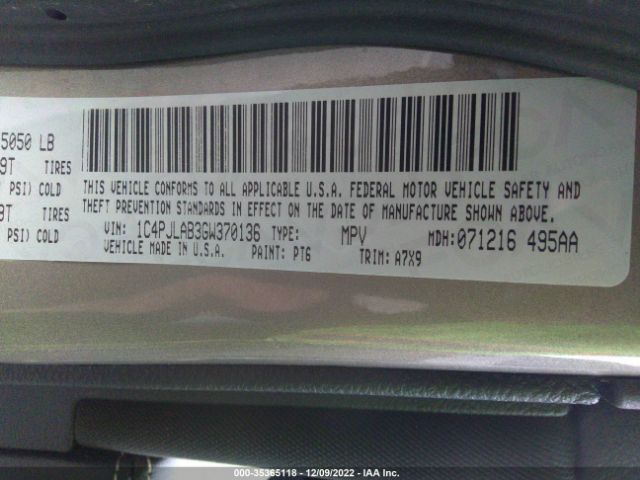 5050 LB
9T TIRES
PSI) COLD
9T TIRES
PSI) COLD
THIS VEHICLE CONFORMS TO ALL APPLICABLE U.S.A. FEDERAL MOTOR VEHICLE SAFETY AND
THEFT PREVENTION STANDARDS IN EFFECT ON THE DATE OF MANUFACTURE SHOWN ABOVE.
VIN: 1C4PJLAB3GW370136 TYPE: MPV MDH:071216 495AA
VEHICLE MADE IN U.S.A. PAINT: PT6 TRIM: A7X9
000-35365118 - 12/09/2022 - IAA Inc.